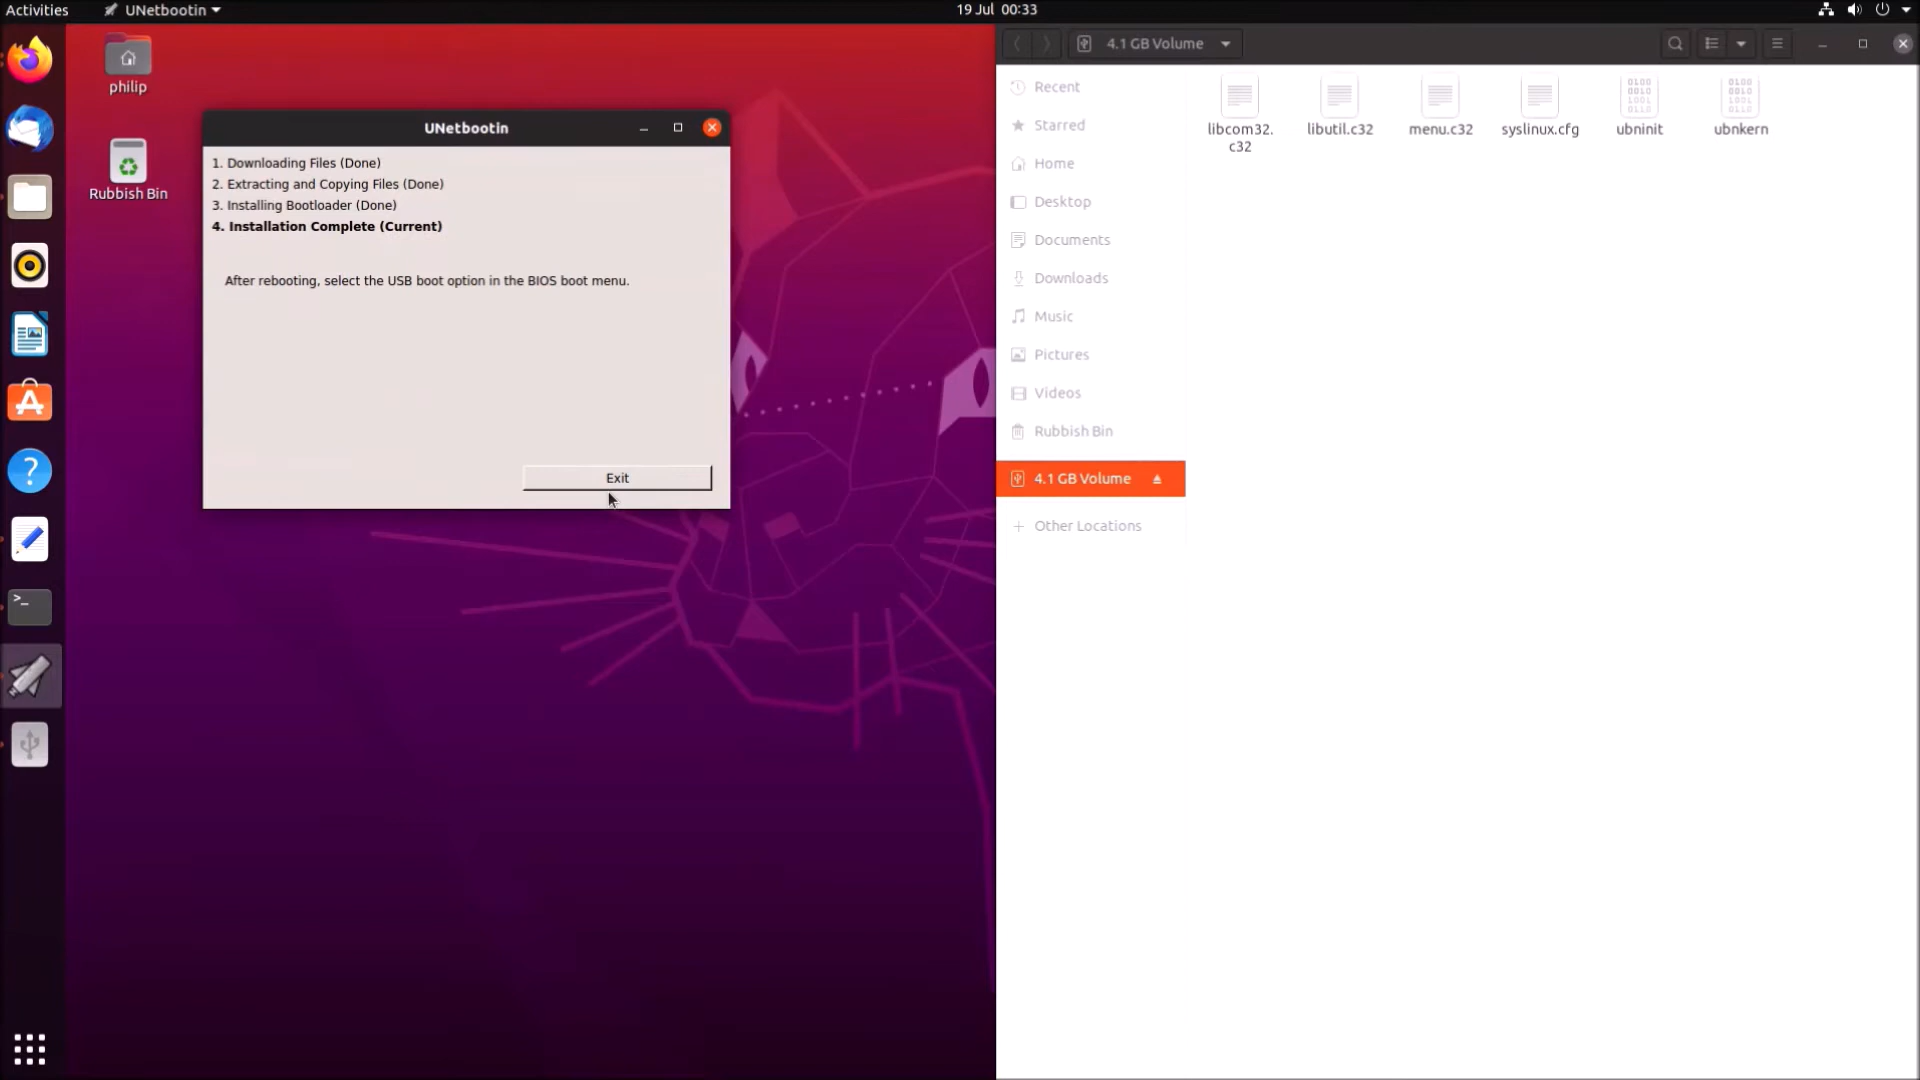 Activities
UNetbootin
19 Jul 00:33
philip
Rubbish Bin
UNetbootin
1. Downloading Files (Done)
2. Extracting and Copying Files (Done)
3. Installing Bootloader (Done)
4. Installation Complete (Current)
After rebooting, select the USB boot option in the BIOS boot menu.
Exit
4.1 GB Volume
Recent
Starred
Home
Desktop
Documents
Downloads
Music
Pictures
Videos
Rubbish Bin
4.1 GB Volume
Other Locations
libcom32.
c32
libutil.c32
menu.c32
syslinux.cfg
ubninit
ubnkern